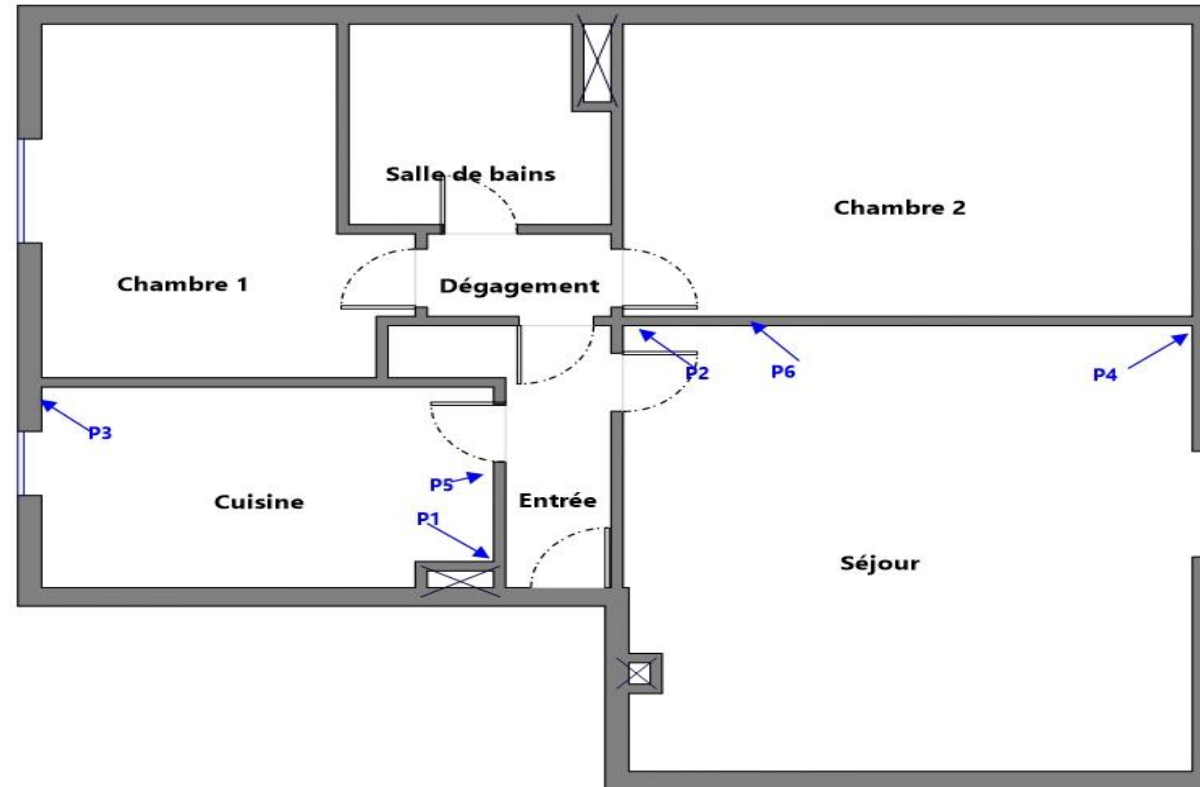 Salle de bains
Chambre 2
Chambre 1
Dégagement
P2
P6
P4
P3
P5
Cuisine
Entrée
P1
Séjour